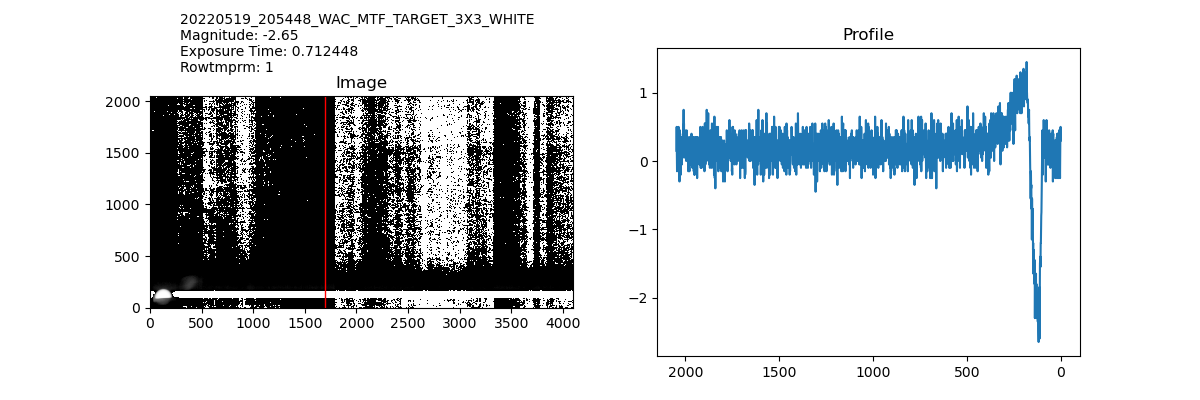 20220519_205448_WAC_MTF_TARGET_3X3_WHITE
Magnitude: -2.65
Exposure Time: 0.712448
Rowtmprm: 1
Image
2000
1500
1000
500
0
0 500 1000 1500 2000 2500 3000 3500 4000
Profile
1
0
−1
−2
2000 1500 1000 500 0